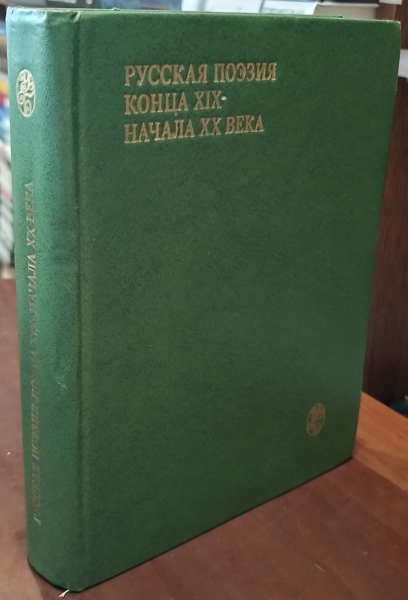 РУССКАЯ ПОЭЗИЯ
КОНЦА XIX-
НАЧАЛА XX ВЕКА
РУССКАЯ ПОЭЗИЯ КОНЦА XIX-НАЧАЛА XX ВЕКА